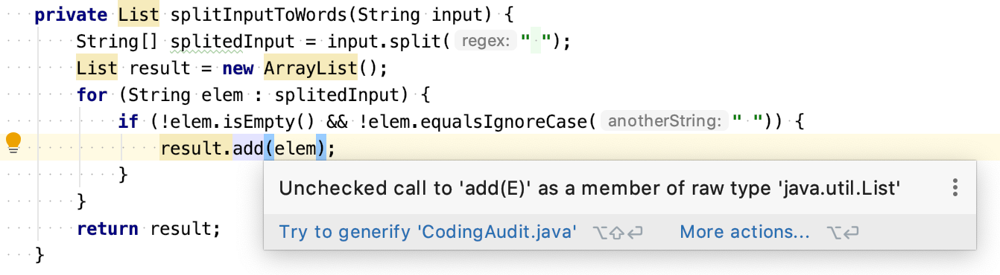 private List splitInputToWords(String input) {
String[] splitedInput = input.split( regex: " ");
List result = new ArrayList();
for (String elem : splitedInput) {
if (!elem.isEmpty() && !elem.equalsIgnoreCase( anotherString: " ")) {
result.add(elem);
}
}
return result;
}
Unchecked call to 'add(E)' as a member of raw type 'java.util.List'
Try to generify 'CodingAudit.java' ⌥⇧⏎ More actions... ⌥⏎